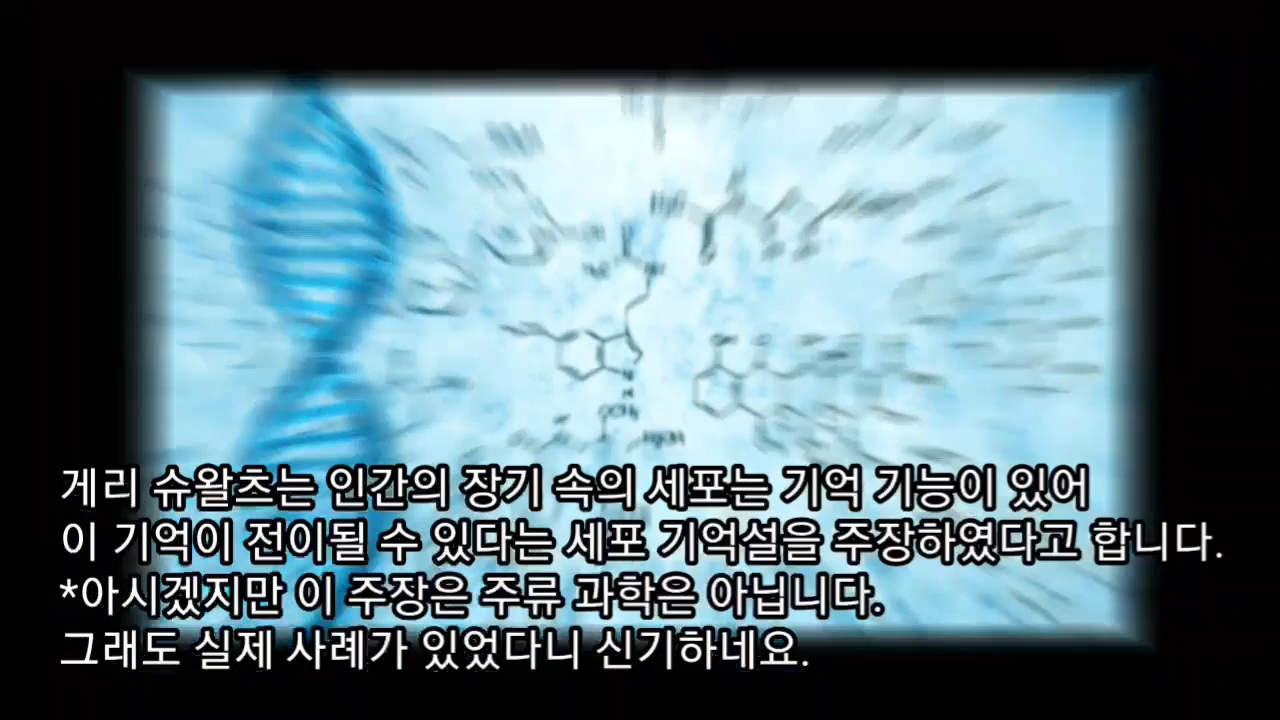 게리 슈왈츠는 인간의 장기 속의 세포는 기억 기능이 있어
이 기억이 전이될 수 있다는 세포 기억설을 주장하였다고 합니다.
*아시겠지만 이 주장은 주류 과학은 아닙니다.
그래도 실제 사례가 있었다니 신기하네요.